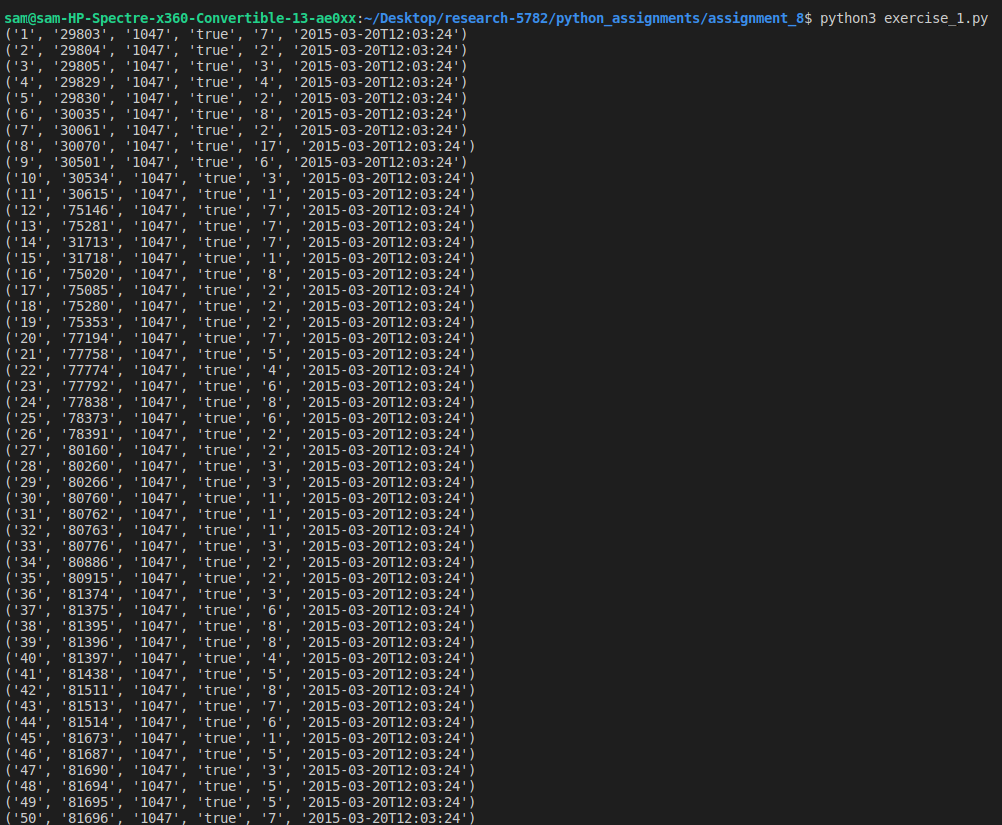 sam@sam-HP-Spectre-x360-Convertible-13-ae0xx:~/Desktop/research-5782/python_assignments/assignment_8$ python3 exercise_1.py
('1', '29803', '1047', 'true', '7', '2015-03-20T12:03:24')
('2', '29804', '1047', 'true', '2', '2015-03-20T12:03:24')
('3', '29805', '1047', 'true', '3', '2015-03-20T12:03:24')
('4', '29829', '1047', 'true', '4', '2015-03-20T12:03:24')
('5', '29830', '1047', 'true', '2', '2015-03-20T12:03:24')
('6', '30035', '1047', 'true', '8', '2015-03-20T12:03:24')
('7', '30061', '1047', 'true', '2', '2015-03-20T12:03:24')
('8', '30070', '1047', 'true', '17', '2015-03-20T12:03:24')
('9', '30501', '1047', 'true', '6', '2015-03-20T12:03:24')
('10', '30534', '1047', 'true', '3', '2015-03-20T12:03:24')
('11', '30615', '1047', 'true', '1', '2015-03-20T12:03:24')
('12', '75146', '1047', 'true', '7', '2015-03-20T12:03:24')
('13', '75281', '1047', 'true', '7', '2015-03-20T12:03:24')
('14', '31713', '1047', 'true', '7', '2015-03-20T12:03:24')
('15', '31718', '1047', 'true', '1', '2015-03-20T12:03:24')
('16', '75020', '1047', 'true', '8', '2015-03-20T12:03:24')
('17', '75085', '1047', 'true', '2', '2015-03-20T12:03:24')
('18', '75280', '1047', 'true', '2', '2015-03-20T12:03:24')
('19', '75353', '1047', 'true', '2', '2015-03-20T12:03:24')
('20', '77194', '1047', 'true', '7', '2015-03-20T12:03:24')
('21', '77758', '1047', 'true', '5', '2015-03-20T12:03:24')
('22', '77774', '1047', 'true', '4', '2015-03-20T12:03:24')
('23', '77792', '1047', 'true', '6', '2015-03-20T12:03:24')
('24', '77838', '1047', 'true', '8', '2015-03-20T12:03:24')
('25', '78373', '1047', 'true', '6', '2015-03-20T12:03:24')
('26', '78391', '1047', 'true', '2', '2015-03-20T12:03:24')
('27', '80160', '1047', 'true', '2', '2015-03-20T12:03:24')
('28', '80260', '1047', 'true', '3', '2015-03-20T12:03:24')
('29', '80266', '1047', 'true', '3', '2015-03-20T12:03:24')
('30', '80760', '1047', 'true', '1', '2015-03-20T12:03:24')
('31', '80762', '1047', 'true', '1', '2015-03-20T12:03:24')
('32', '80763', '1047', 'true', '1', '2015-03-20T12:03:24')
('33', '80776', '1047', 'true', '3', '2015-03-20T12:03:24')
('34', '80886', '1047', 'true', '2', '2015-03-20T12:03:24')
('35', '80915', '1047', 'true', '2', '2015-03-20T12:03:24')
('36', '81374', '1047', 'true', '3', '2015-03-20T12:03:24')
('37', '81375', '1047', 'true', '6', '2015-03-20T12:03:24')
('38', '81395', '1047', 'true', '8', '2015-03-20T12:03:24')
('39', '81396', '1047', 'true', '8', '2015-03-20T12:03:24')
('40', '81397', '1047', 'true', '4', '2015-03-20T12:03:24')
('41', '81438', '1047', 'true', '5', '2015-03-20T12:03:24')
('42', '81511', '1047', 'true', '8', '2015-03-20T12:03:24')
('43', '81513', '1047', 'true', '7', '2015-03-20T12:03:24')
('44', '81514', '1047', 'true', '6', '2015-03-20T12:03:24')
('45', '81673', '1047', 'true', '1', '2015-03-20T12:03:24')
('46', '81687', '1047', 'true', '5', '2015-03-20T12:03:24')
('47', '81690', '1047', 'true', '3', '2015-03-20T12:03:24')
('48', '81694', '1047', 'true', '5', '2015-03-20T12:03:24')
('49', '81695', '1047', 'true', '5', '2015-03-20T12:03:24')
('50', '81696', '1047', 'true', '7', '2015-03-20T12:03:24')